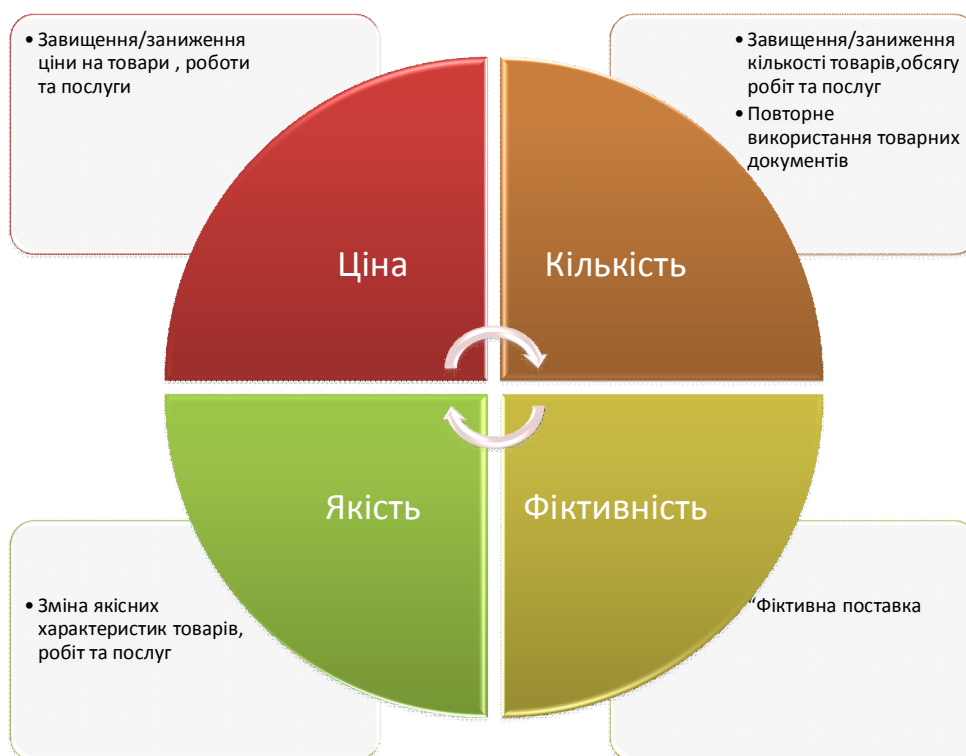 • Завищення/заниження
ціни на товари , роботи
та послуги
• Завищення/заниження
кількості товарів,обсягу
робіт та послуг
• Повторне
використання товарних
документів
Ціна
Кількість
Якість
Фіктивність
• Зміна якісних
характеристик товарів,
робіт та послуг
“Фіктивна поставка